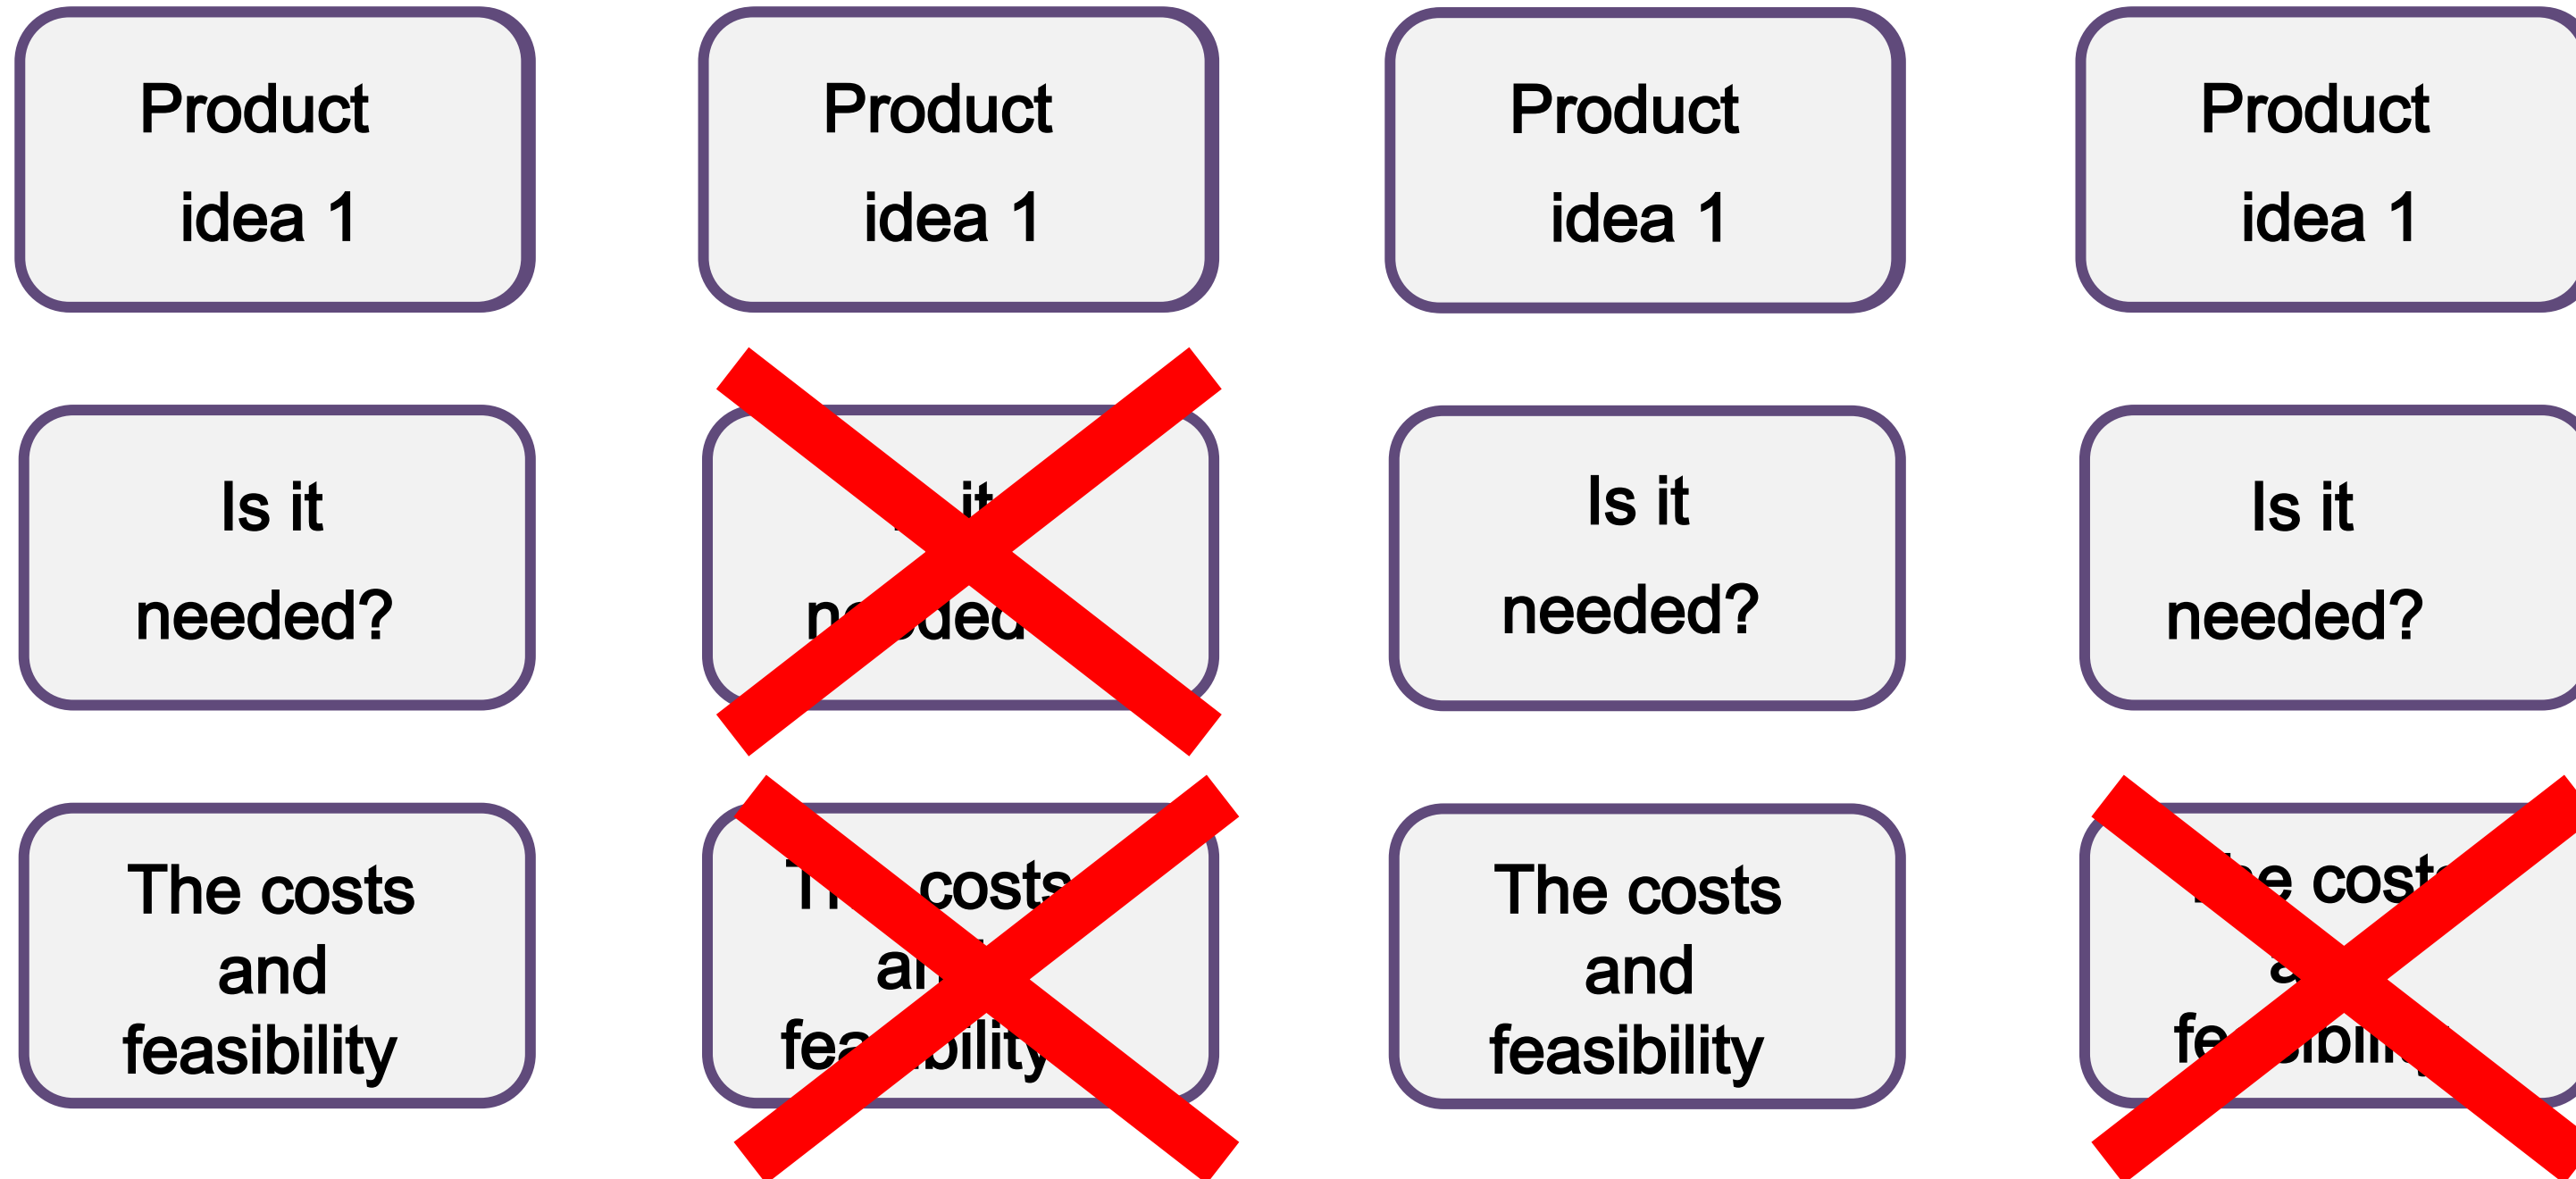 Product
idea 1
Product
idea 1
Product
idea 1
Product
idea 1
Is it
needed?
it
Is it
needed?
Is it
needed?
The costs
and
feasibility
costs
The costs
and
feasibility